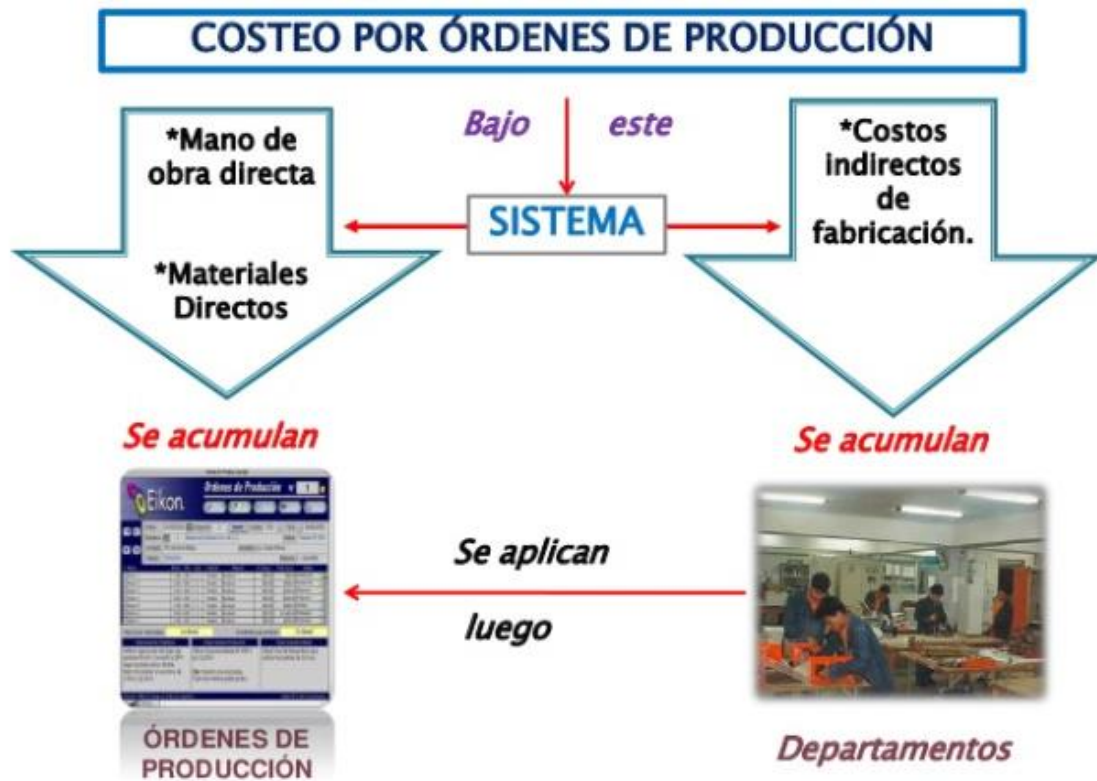 COSTEO POR ÓRDENES DE PRODUCCIÓN
Bajo este
*Mano de
obra directa
*Materiales
Directos
SISTEMA
*Costos
indirectos
de
fabricación.
Se acumulan
Se acumulan
Eikon
Ordenes de Producción
Se aplican
luego
ÓRDENES DE
PRODUCCIÓN
Departamentos